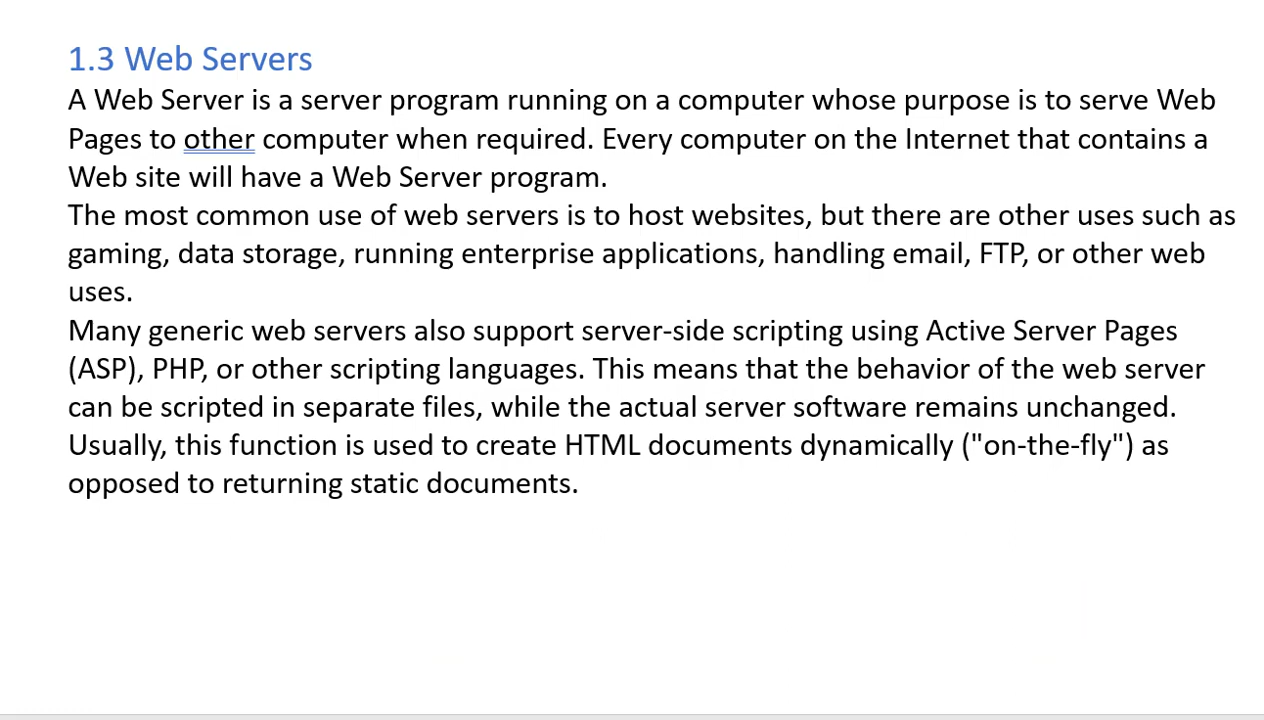 1.3 Web Servers
A Web Server is a server program running on a computer whose purpose is to serve Web
Pages to other computer when required. Every computer on the Internet that contains a
Web site will have a Web Server program.
The most common use of web servers is to host websites, but there are other uses such as
gaming, data storage, running enterprise applications, handling email, FTP, or other web
uses.
Many generic web servers also support server-side scripting using Active Server Pages
(ASP), PHP, or other scripting languages. This means that the behavior of the web server
can be scripted in separate files, while the actual server software remains unchanged.
Usually, this function is used to create HTML documents dynamically ("on-the-fly") as
opposed to returning static documents.